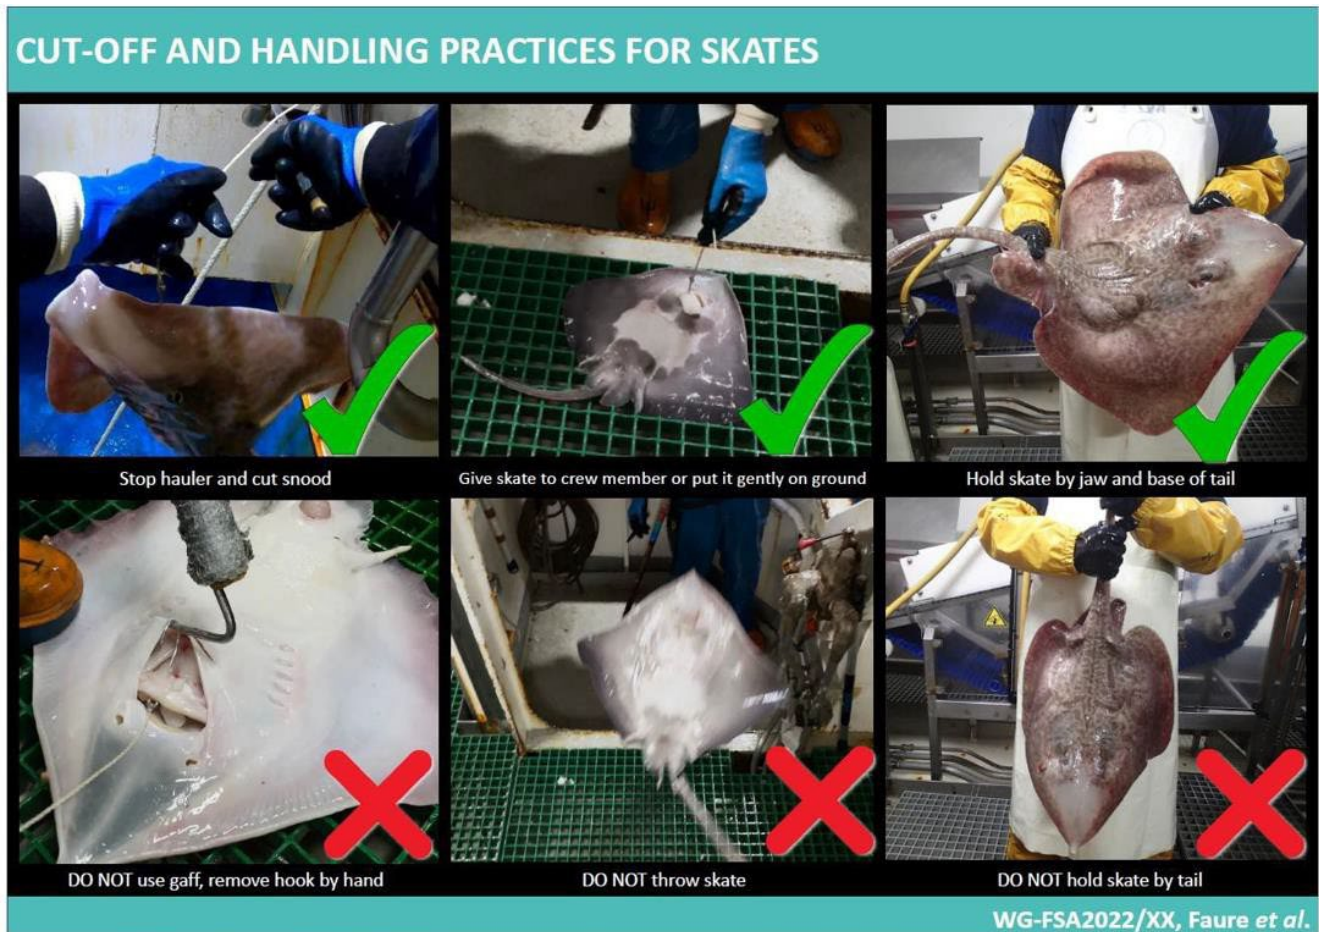 CUT-OFF AND HANDLING PRACTICES FOR SKATES
Stop hauler and cut snood
Give skate to crew member or put it gently on ground
Hold skate by jaw and base of tail
DO NOT use gaff, remove hook by hand
DO NOT throw skate
DO NOT hold skate by tail
WG-FSA2022/XX, Faure et al.